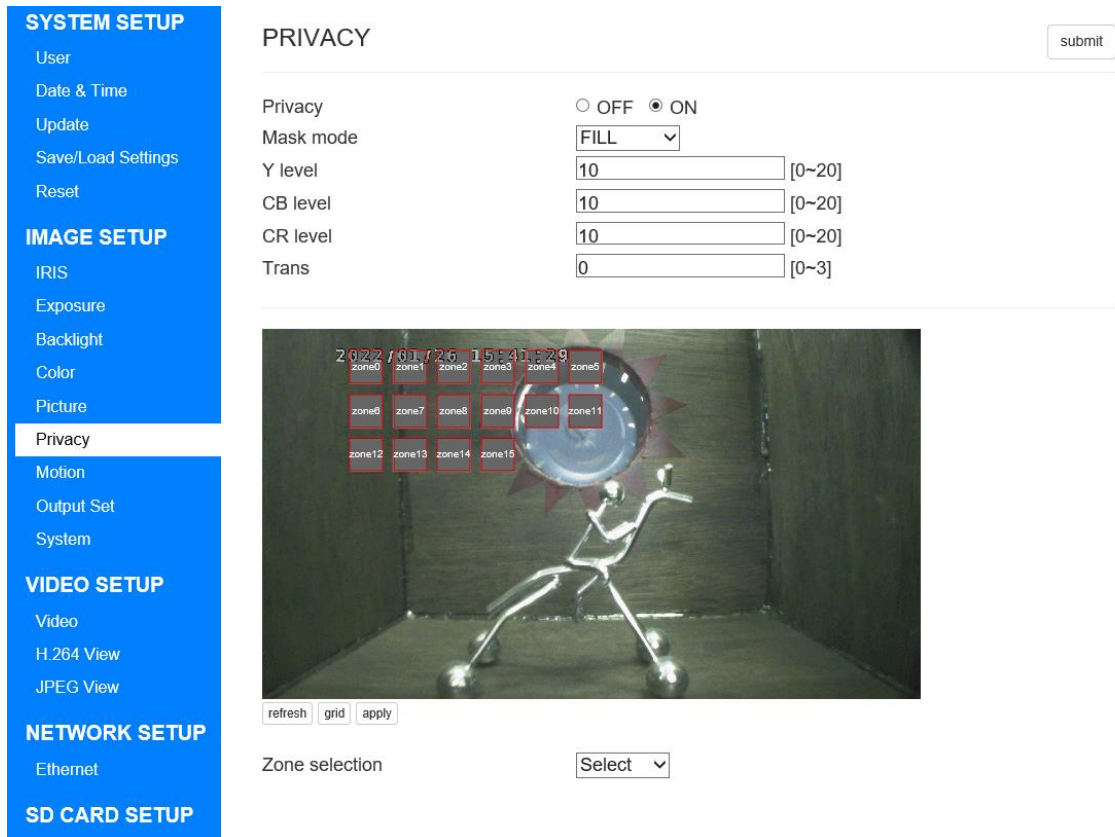 SYSTEM SETUP
User
Date & Time
Update
Save/Load Settings
Reset
IMAGE SETUP
IRIS
Exposure
Backlight
Color
Picture
Privacy
Motion
Output Set
System
VIDEO SETUP
Video
H.264 View
JPEG View
NETWORK SETUP
Ethernet
SD CARD SETUP
PRIVACY
submit
Privacy OFF ON
Mask mode FILL
Y level 10 [0~20]
CB level 10 [0~20]
CR level 10 [0~20]
Trans 0 [0~3]
2022/01/26 15:41:29
zone0 zone1 zone2 zone3 zone4 zone5
zone6 zone7 zone8 zone9 zone10 zone11
zone12 zone13 zone14 zone15
refresh grid apply
Zone selection Select